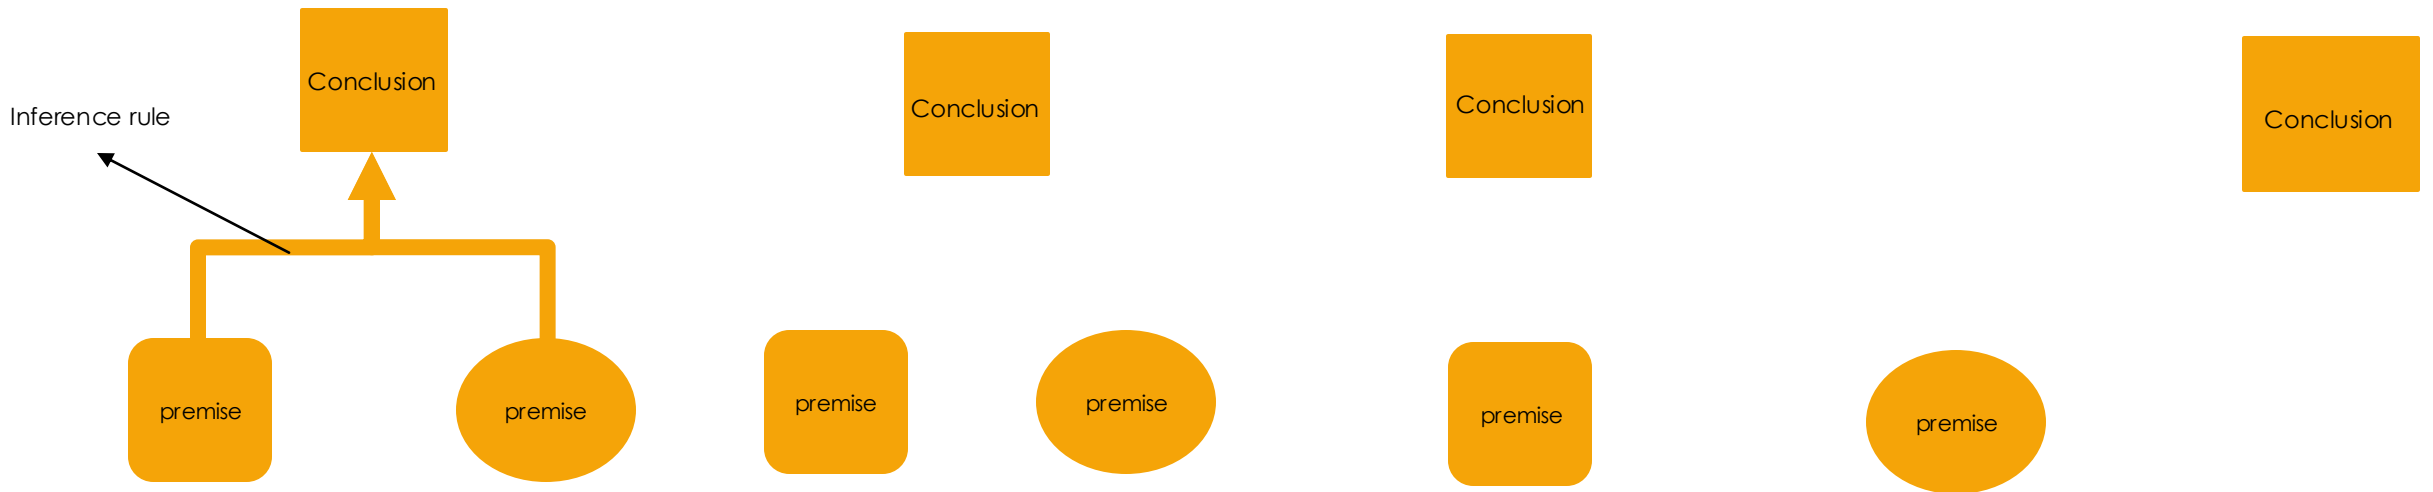 Conclusion
Inference rule
Conclusion
Conclusion
Conclusion
premise
premise
premise
premise
premise
premise